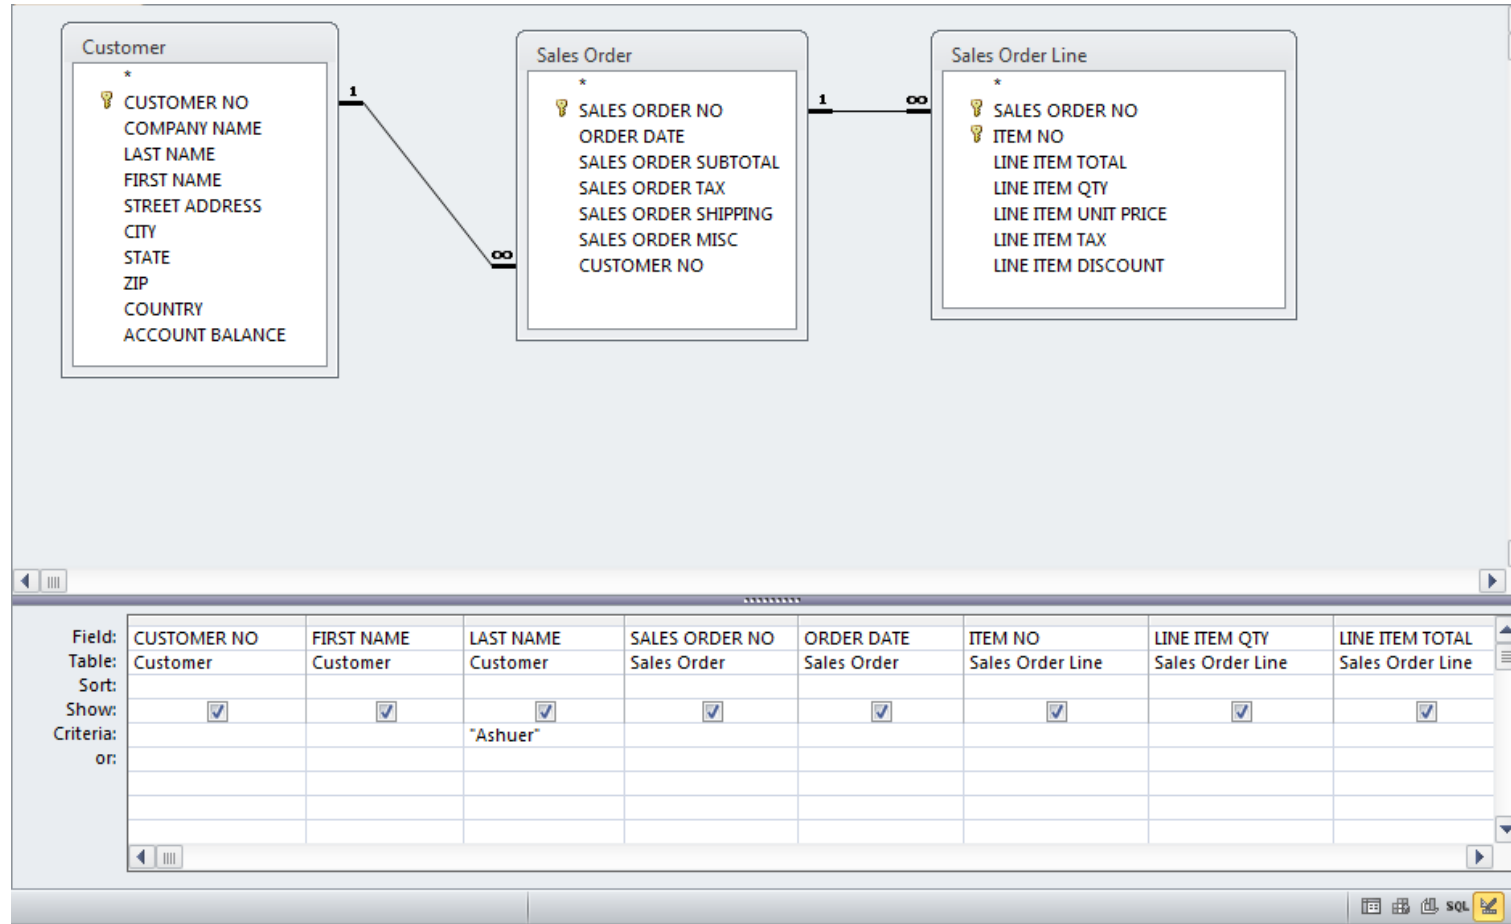 Customer
*
CUSTOMER NO
COMPANY NAME
LAST NAME
FIRST NAME
STREET ADDRESS
CITY
STATE
ZIP
COUNTRY
ACCOUNT BALANCE
1
∞
Sales Order
*
SALES ORDER NO
ORDER DATE
SALES ORDER SUBTOTAL
SALES ORDER TAX
SALES ORDER SHIPPING
SALES ORDER MISC
CUSTOMER NO
1
∞
Sales Order Line
*
SALES ORDER NO
ITEM NO
LINE ITEM TOTAL
LINE ITEM QTY
LINE ITEM UNIT PRICE
LINE ITEM TAX
LINE ITEM DISCOUNT
Field: CUSTOMER NO FIRST NAME LAST NAME SALES ORDER NO ORDER DATE ITEM NO LINE ITEM QTY LINE ITEM TOTAL
Table: Customer Customer Customer Sales Order Sales Order Sales Order Line Sales Order Line Sales Order Line
Sort:
Show:
Criteria: "Ashuer"
or:
SQL